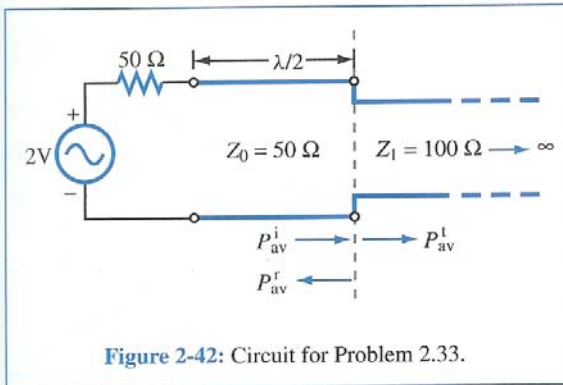 50 Ω
λ/2
+
2V
−
Z₀ = 50 Ω
Z₁ = 100 Ω
∞
Pⁱₐᵥ
Pᵗₐᵥ
Pʳₐᵥ
Figure 2-42: Circuit for Problem 2.33.